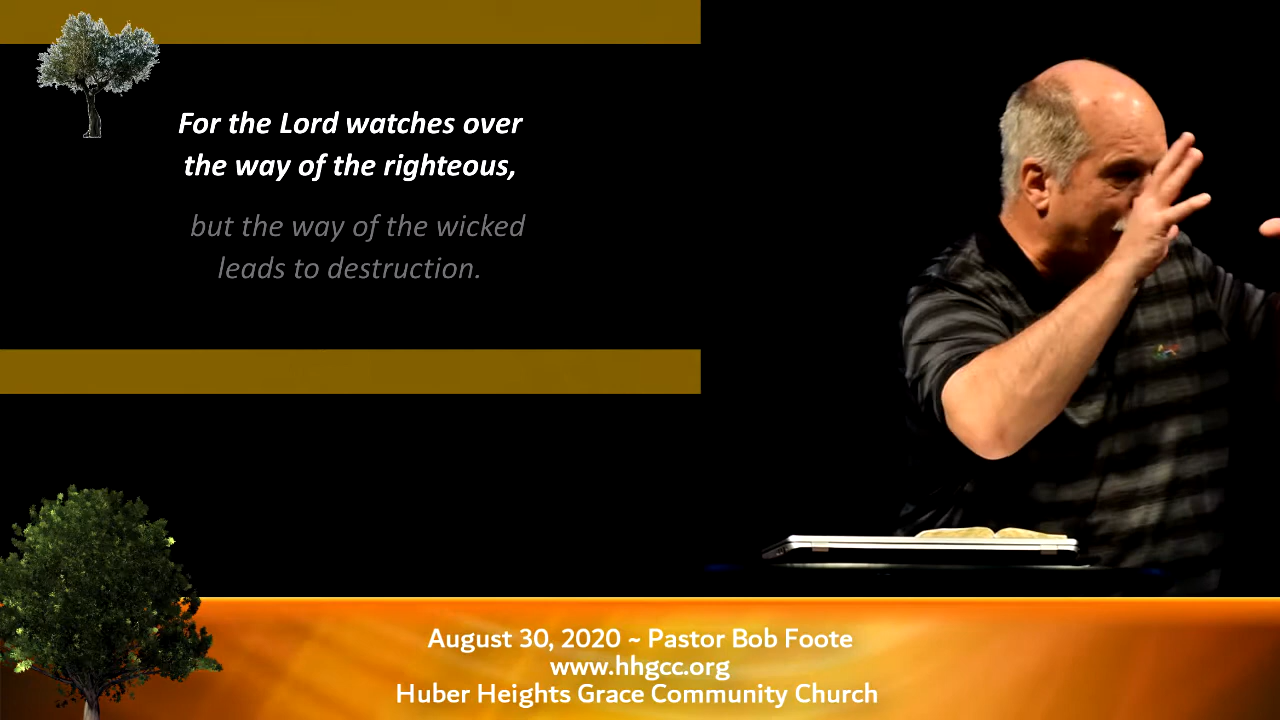 For the Lord watches over
the way of the righteous,
but the way of the wicked
leads to destruction.
August 30, 2020 ~ Pastor Bob Foote
www.hhgcc.org
Huber Heights Grace Community Church